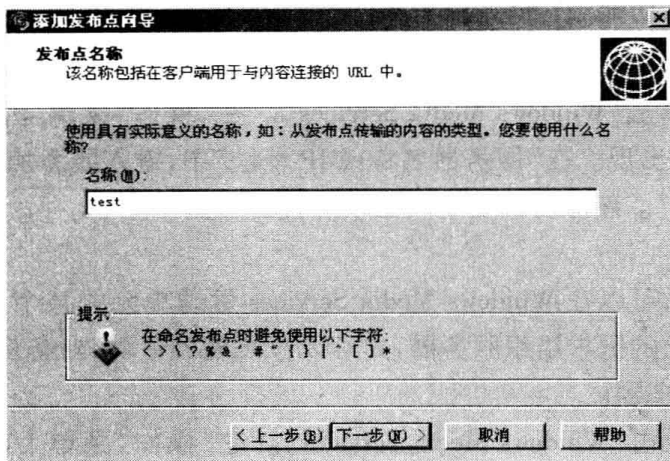 添加发布点向导
发布点名称
该名称包括在客户端用于与内容连接的 URL 中。
使用具有实际意义的名称，如：从发布点传输的内容的类型。您要使用什么名
称?
名称(M):
test
提示
在命名发布点时避免使用以下字符:
< > \ ? % & ' # " { } | ^ [ ] *
< 上一步(B) 下一步(N) > 取消 帮助